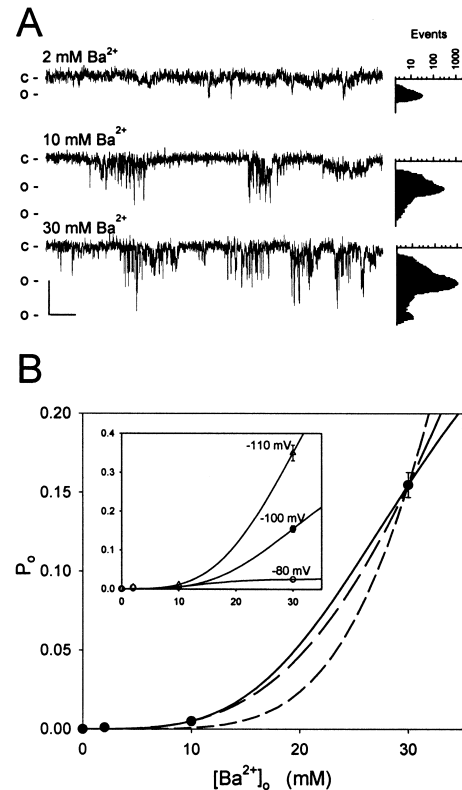 A
Events
10 100 1000
2 mM Ba2+
C -
O -
10 mM Ba2+
C -
O -
O -
30 mM Ba2+
C -
O -
O -
B
0.20
0.15
0.10
0.05
0.00
Po
0.4
0.3
0.2
0.1
0.0
-110 mV
-100 mV
-80 mV
0 10 20 30
0 10 20 30
[Ba2+]o (mM)